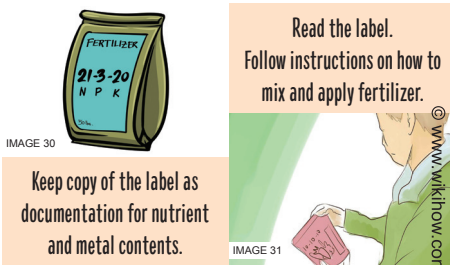 FERTILIZER
21-3-20
N P K
IMAGE 30
Keep copy of the label as
documentation for nutrient
and metal contents.
Read the label.
Follow instructions on how to
mix and apply fertilizer.
© www.wikihow.com
IMAGE 31